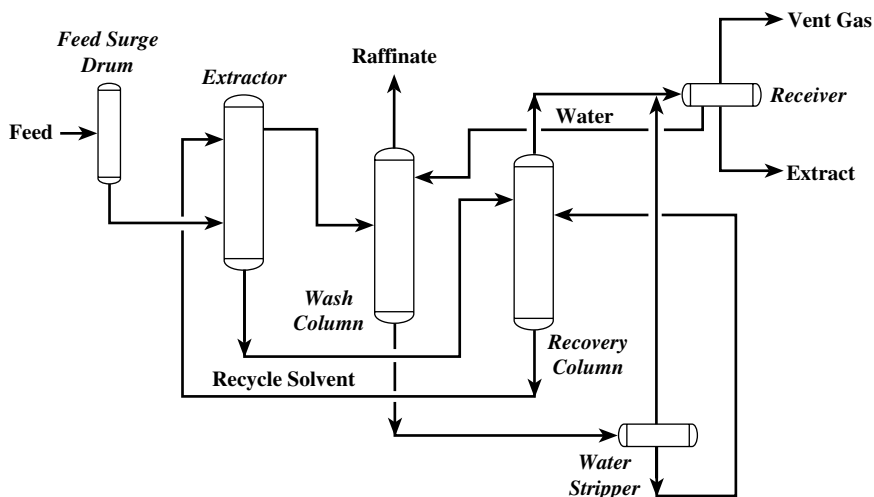 Vent Gas
Feed Surge
Drum
Raffinate
Extractor
Receiver
Water
Feed
Extract
Wash
Column
Recovery
Column
Recycle Solvent
Water
Stripper